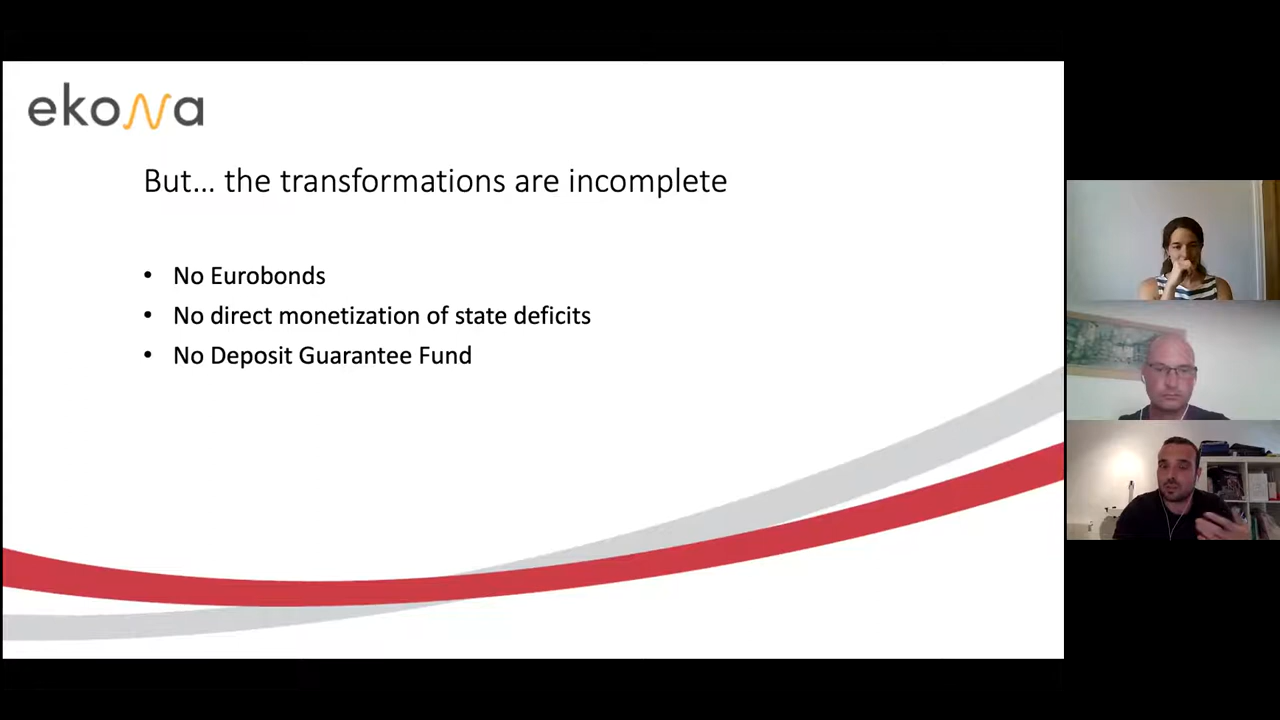 ekona
But... the transformations are incomplete
• No Eurobonds
• No direct monetization of state deficits
• No Deposit Guarantee Fund